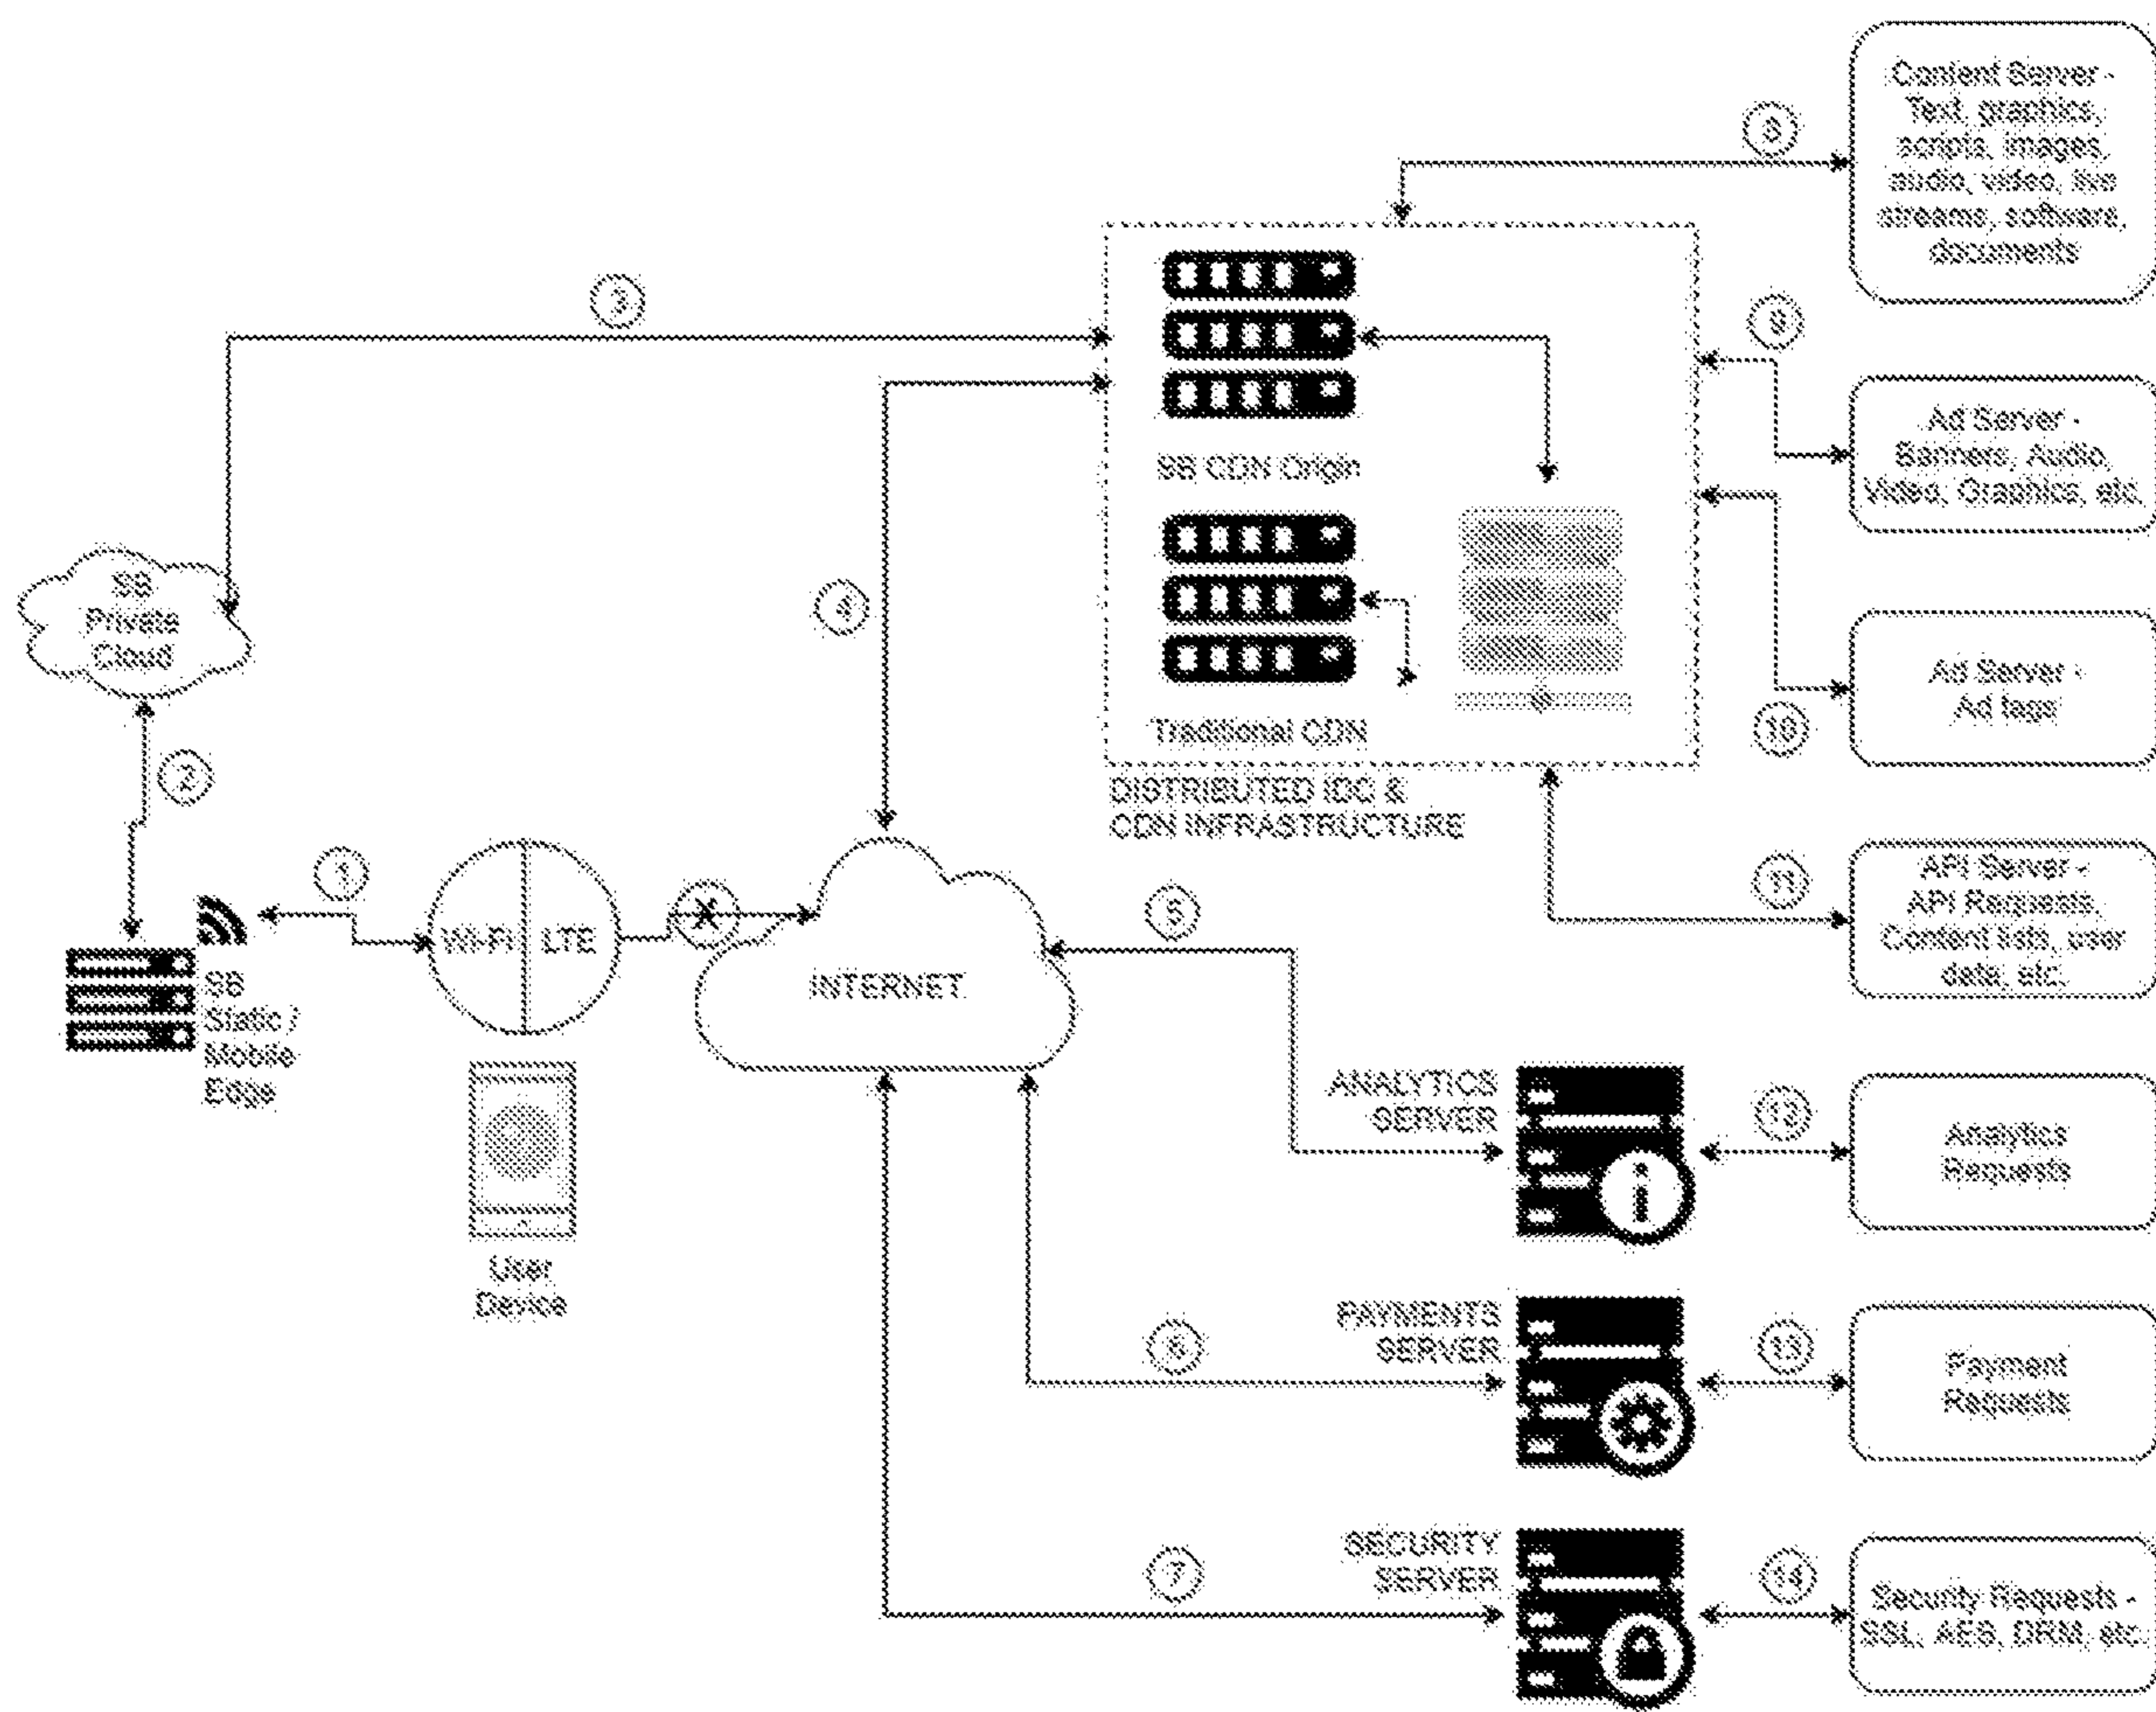 Content Server -
Text, graphics,
scripts, images,
audio, video, live
streams, software,
documents
8
3
9
SB CDN Origin
Ad Server -
Banners, Audio,
Video, Graphics, etc.
SB
Private
Cloud
4
Traditional CDN
DISTRIBUTED IDC &
CDN INFRASTRUCTURE
10
Ad Server -
Ad tags
2
1
Wi-Fi
LTE
X
INTERNET
5
11
API Server -
API Requests,
Content lists, user
data, etc.
SB
Static /
Mobile
Edge
User
Device
ANALYTICS
SERVER
12
Analytics
Requests
6
PAYMENTS
SERVER
13
Payment
Requests
7
SECURITY
SERVER
14
Security Requests -
SSL, AES, DRM, etc.